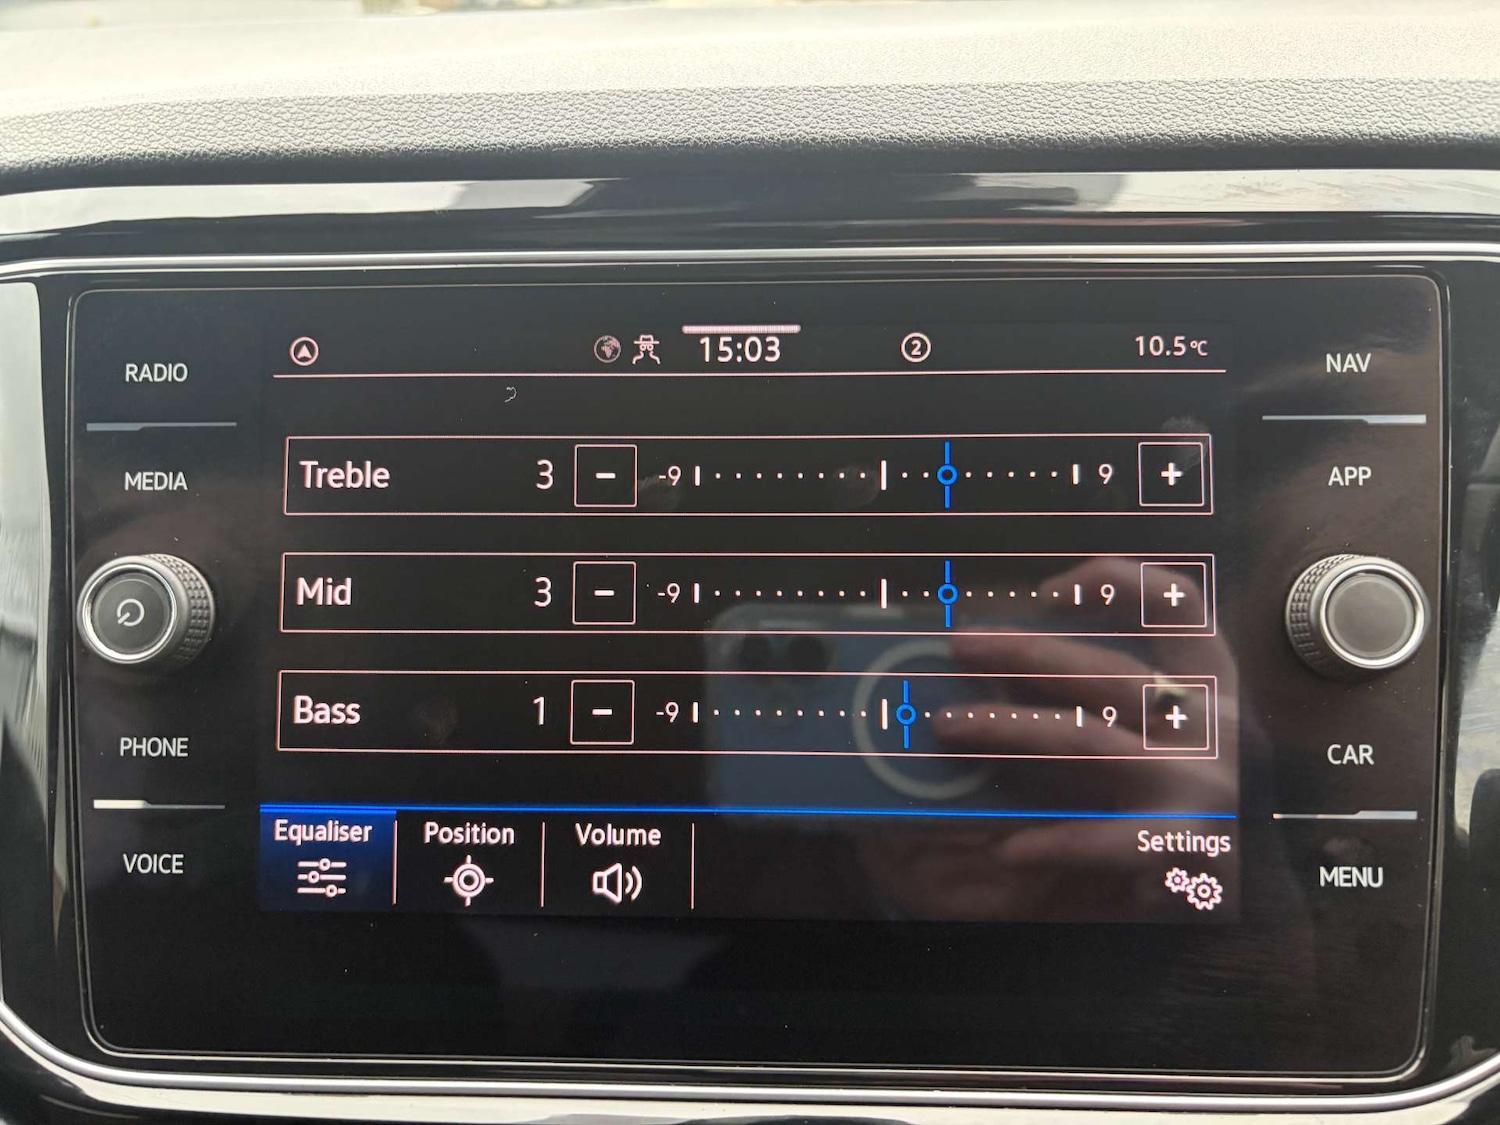 15:03
2
10.5°C
RADIO
MEDIA
PHONE
VOICE
Treble 3 - -9 9 +
Mid 3 - -9 9 +
Bass 1 - -9 9 +
Equaliser Position Volume Settings
NAV
APP
CAR
MENU